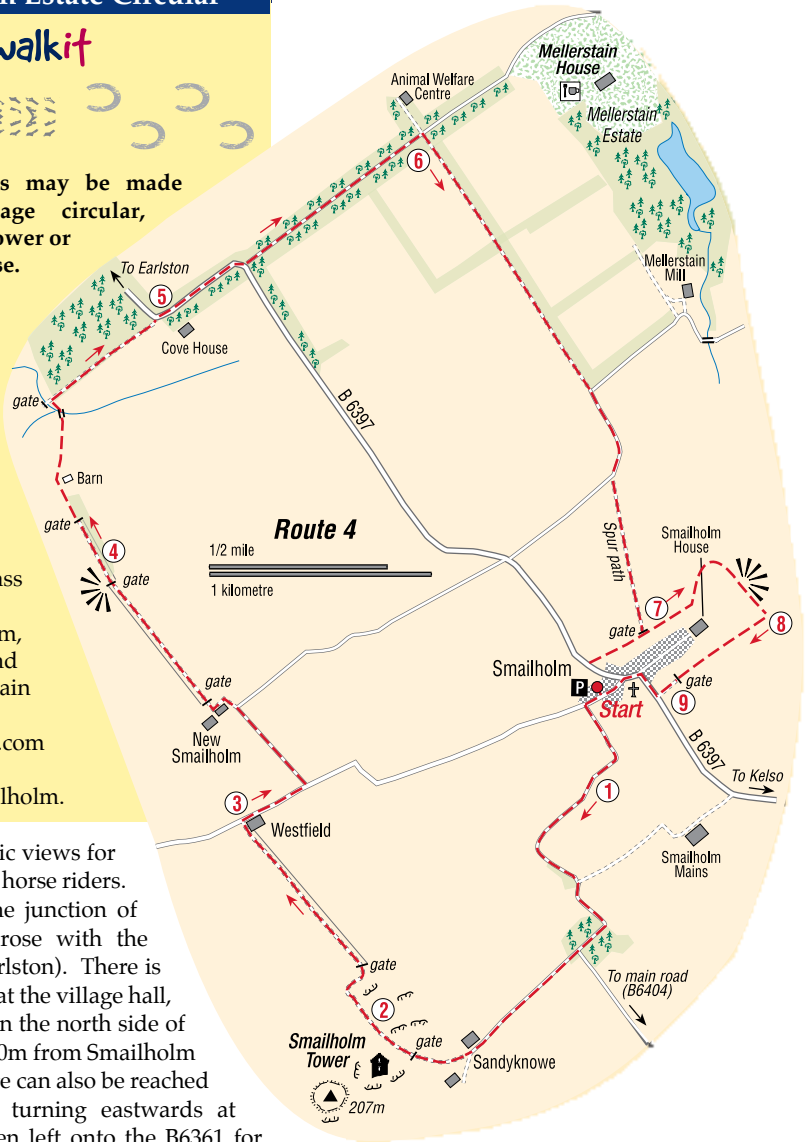 Estate Circular
walkit
s may be made
age circular,
ower or
se.
ass
m,
nd
ain
.com
ilholm.
ic views for
horse riders.
ne junction of
rose with the
rlston). There is
at the village hall,
n the north side of
0m from Smailholm
e can also be reached
turning eastwards at
en left onto the B6361 for
Mellerstain
House
Mellerstain
Estate
Animal Welfare
Centre
6
Mellerstain
Mill
To Earlston
5
Cove House
gate
B 6397
Barn
gate
4
gate
Route 4
1/2 mile
1 kilometre
Spur path
Smailholm
House
7
8
gate
gate
Smailholm
P
Start
9
gate
New
Smailholm
B 6397
To Kelso
3
Westfield
1
Smailholm
Mains
gate
2
To main road
(B6404)
Smailholm
Tower
gate
Sandyknowe
207m